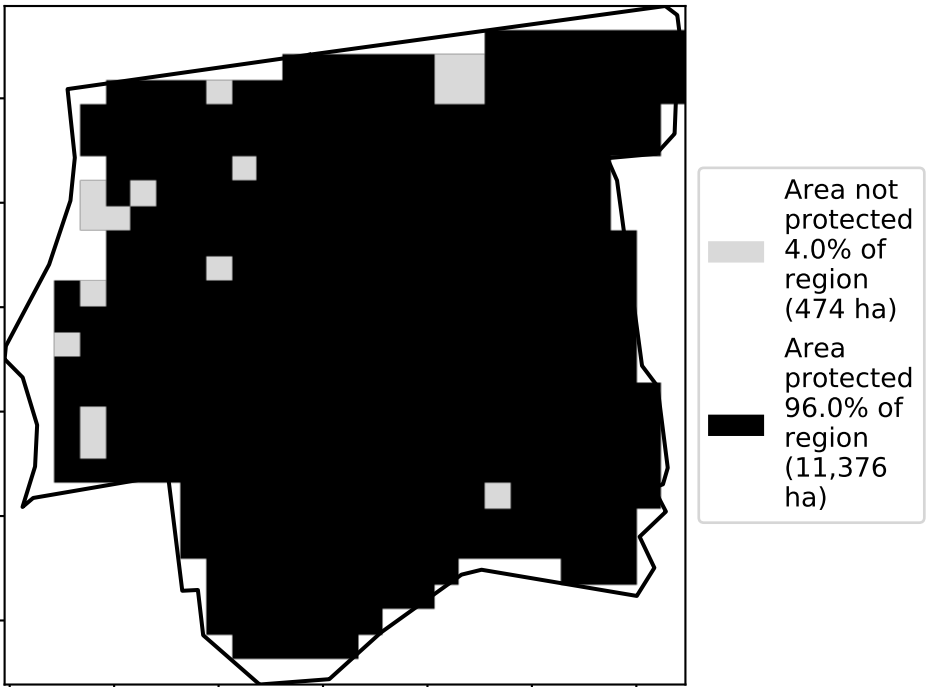 Area not
protected
4.0% of
region
(474 ha)
Area
protected
96.0% of
region
(11,376
ha)